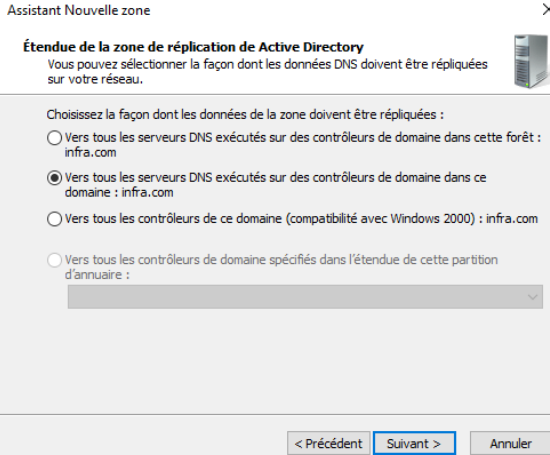 Assistant Nouvelle zone
Étendue de la zone de réplication de Active Directory
Vous pouvez sélectionner la façon dont les données DNS doivent être répliquées
sur votre réseau.
Choisissez la façon dont les données de la zone doivent être répliquées :
Vers tous les serveurs DNS exécutés sur des contrôleurs de domaine dans cette forêt :
infra.com
Vers tous les serveurs DNS exécutés sur des contrôleurs de domaine dans ce
domaine : infra.com
Vers tous les contrôleurs de ce domaine (compatibilité avec Windows 2000) : infra.com
Vers tous les contrôleurs de domaine spécifiés dans l'étendue de cette partition
d'annuaire :
< Précédent Suivant > Annuler